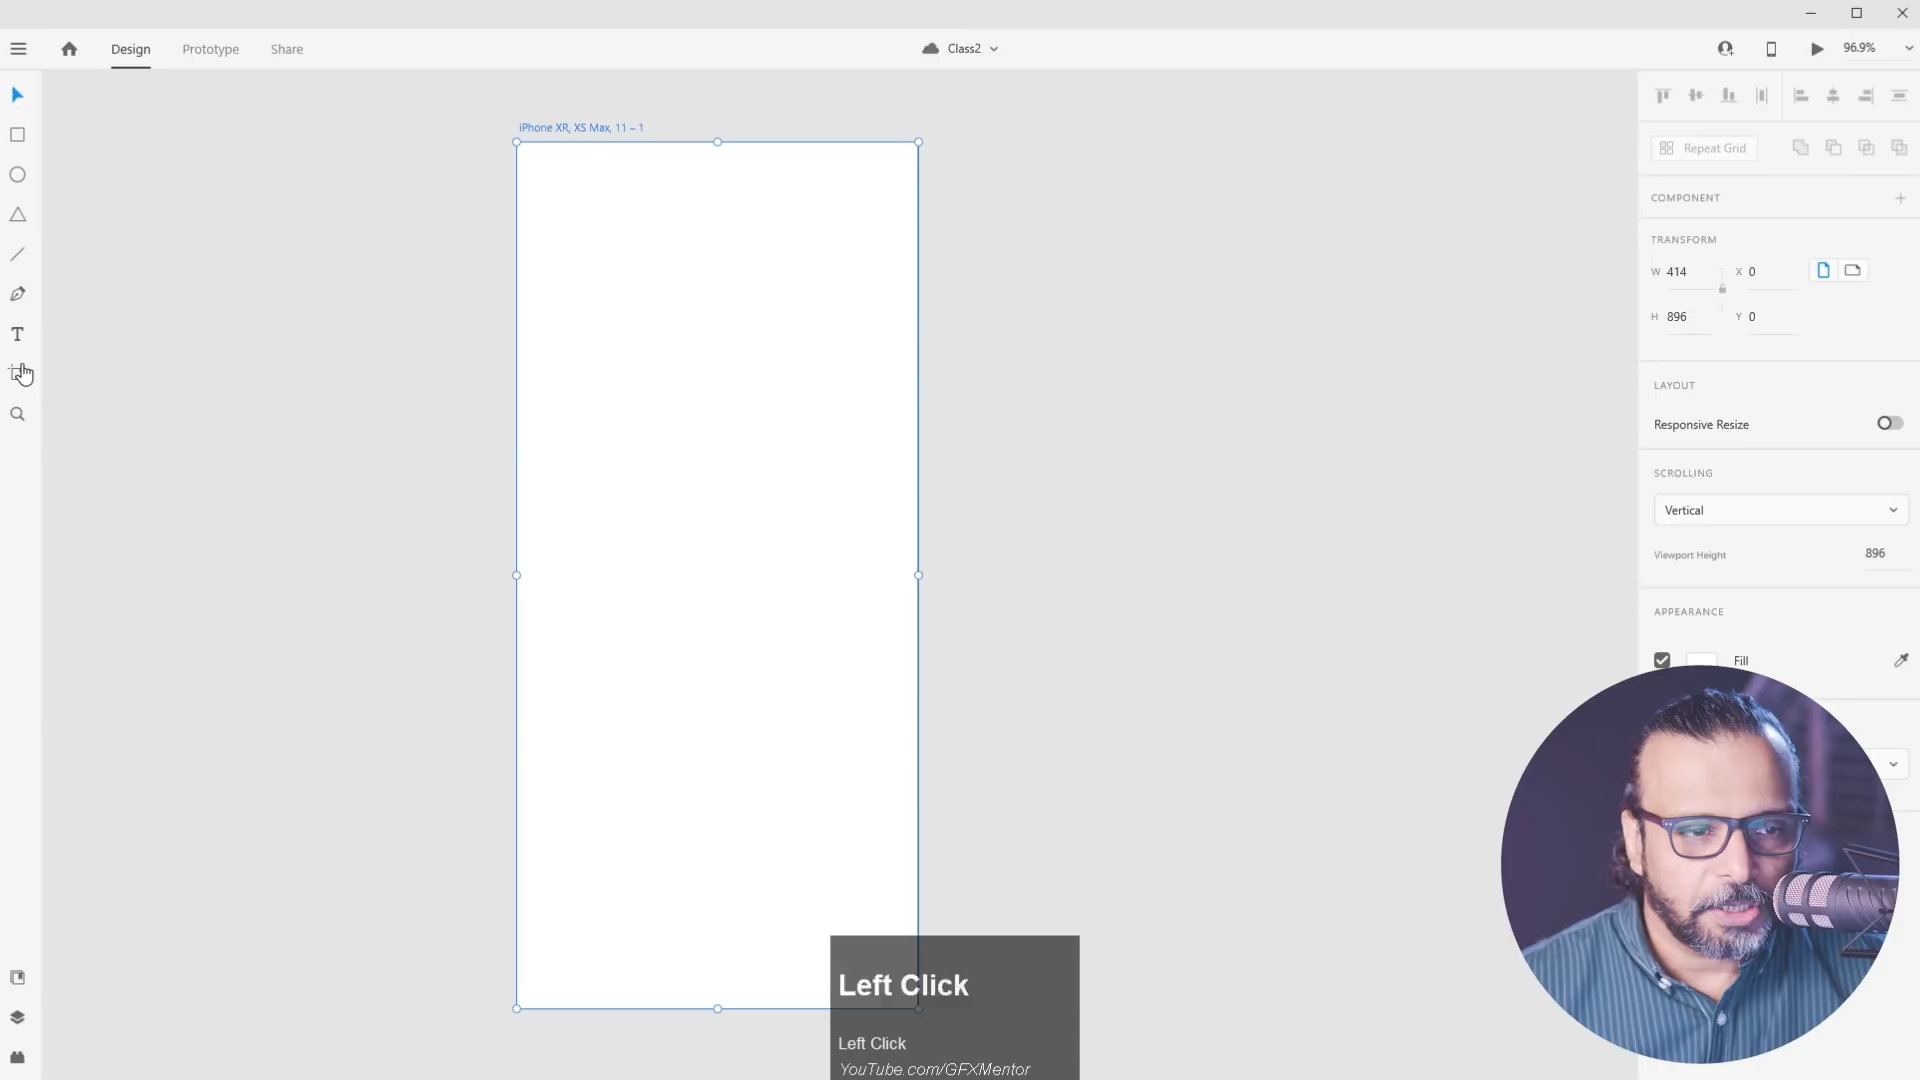 Design Prototype Share
Class2
96.9%
iPhone XR, XS Max, 11 – 1
Repeat Grid
COMPONENT
TRANSFORM
W 414 X 0
H 896 Y 0
LAYOUT
Responsive Resize
SCROLLING
Vertical
Viewport Height 896
APPEARANCE
Fill
T
Left Click
Left Click
YouTube.com/GFXMentor